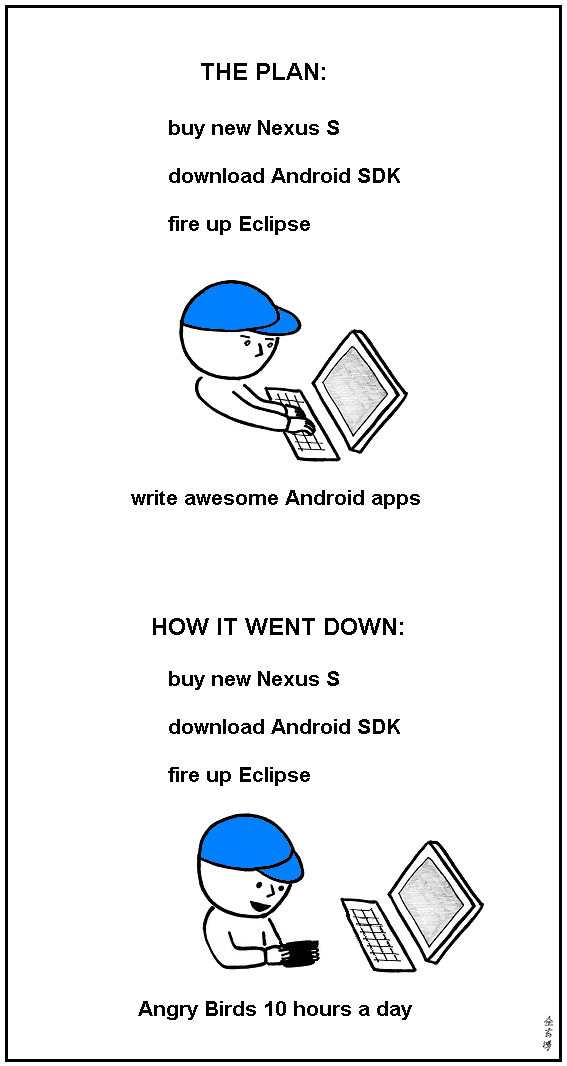 THE PLAN:
buy new Nexus S
download Android SDK
fire up Eclipse
write awesome Android apps
HOW IT WENT DOWN:
buy new Nexus S
download Android SDK
fire up Eclipse
Angry Birds 10 hours a day